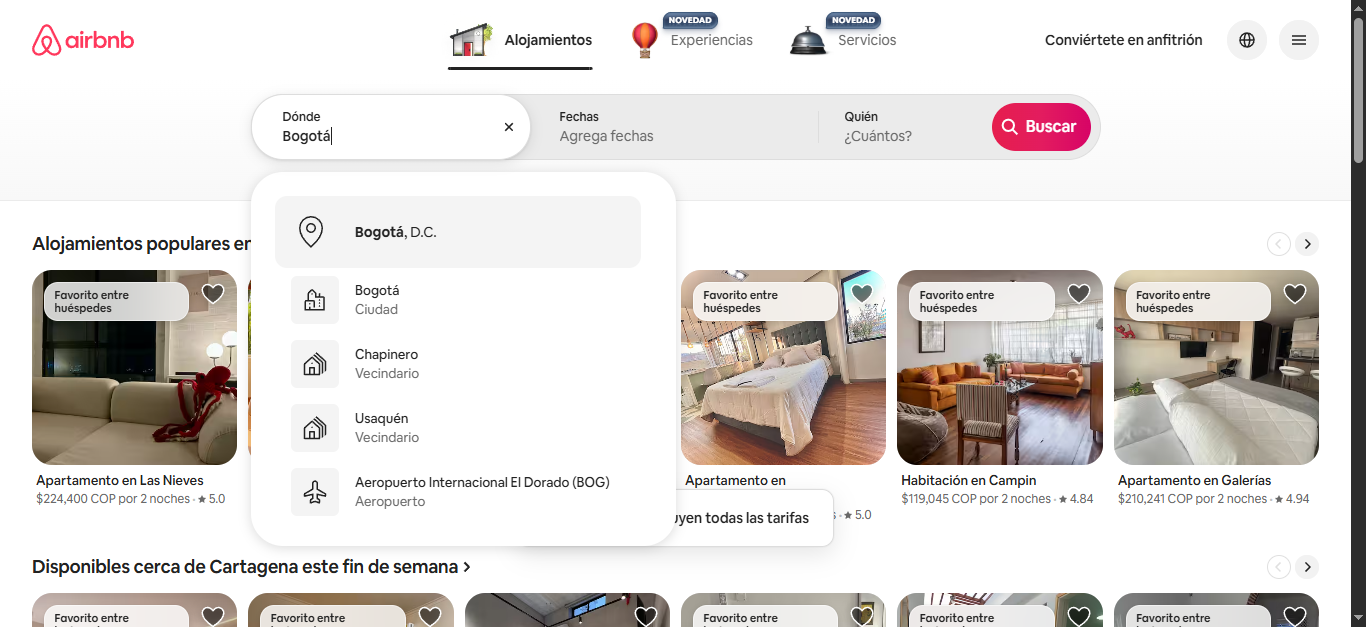 airbnb
Alojamientos
NOVEDAD
Experiencias
NOVEDAD
Servicios
Conviértete en anfitrión
Dónde
Bogotá
Fechas
Agrega fechas
Quién
¿Cuántos?
Buscar
Bogotá, D.C.
Bogotá
Ciudad
Chapinero
Vecindario
Usaquén
Vecindario
Aeropuerto Internacional El Dorado (BOG)
Aeropuerto
Alojamientos populares en
Favorito entre
huéspedes
Favorito entre
huéspedes
Favorito entre
huéspedes
Favorito entre
huéspedes
Apartamento en Las Nieves
$224,400 COP por 2 noches · ★ 5.0
Apartamento en
· ★ 5.0
Habitación en Campin
$119,045 COP por 2 noches · ★ 4.84
Apartamento en Galerías
$210,241 COP por 2 noches · ★ 4.94
todas las tarifas
Disponibles cerca de Cartagena este fin de semana
Favorito entre
Favorito entre
Favorito entre
Favorito entre
Favorito entre